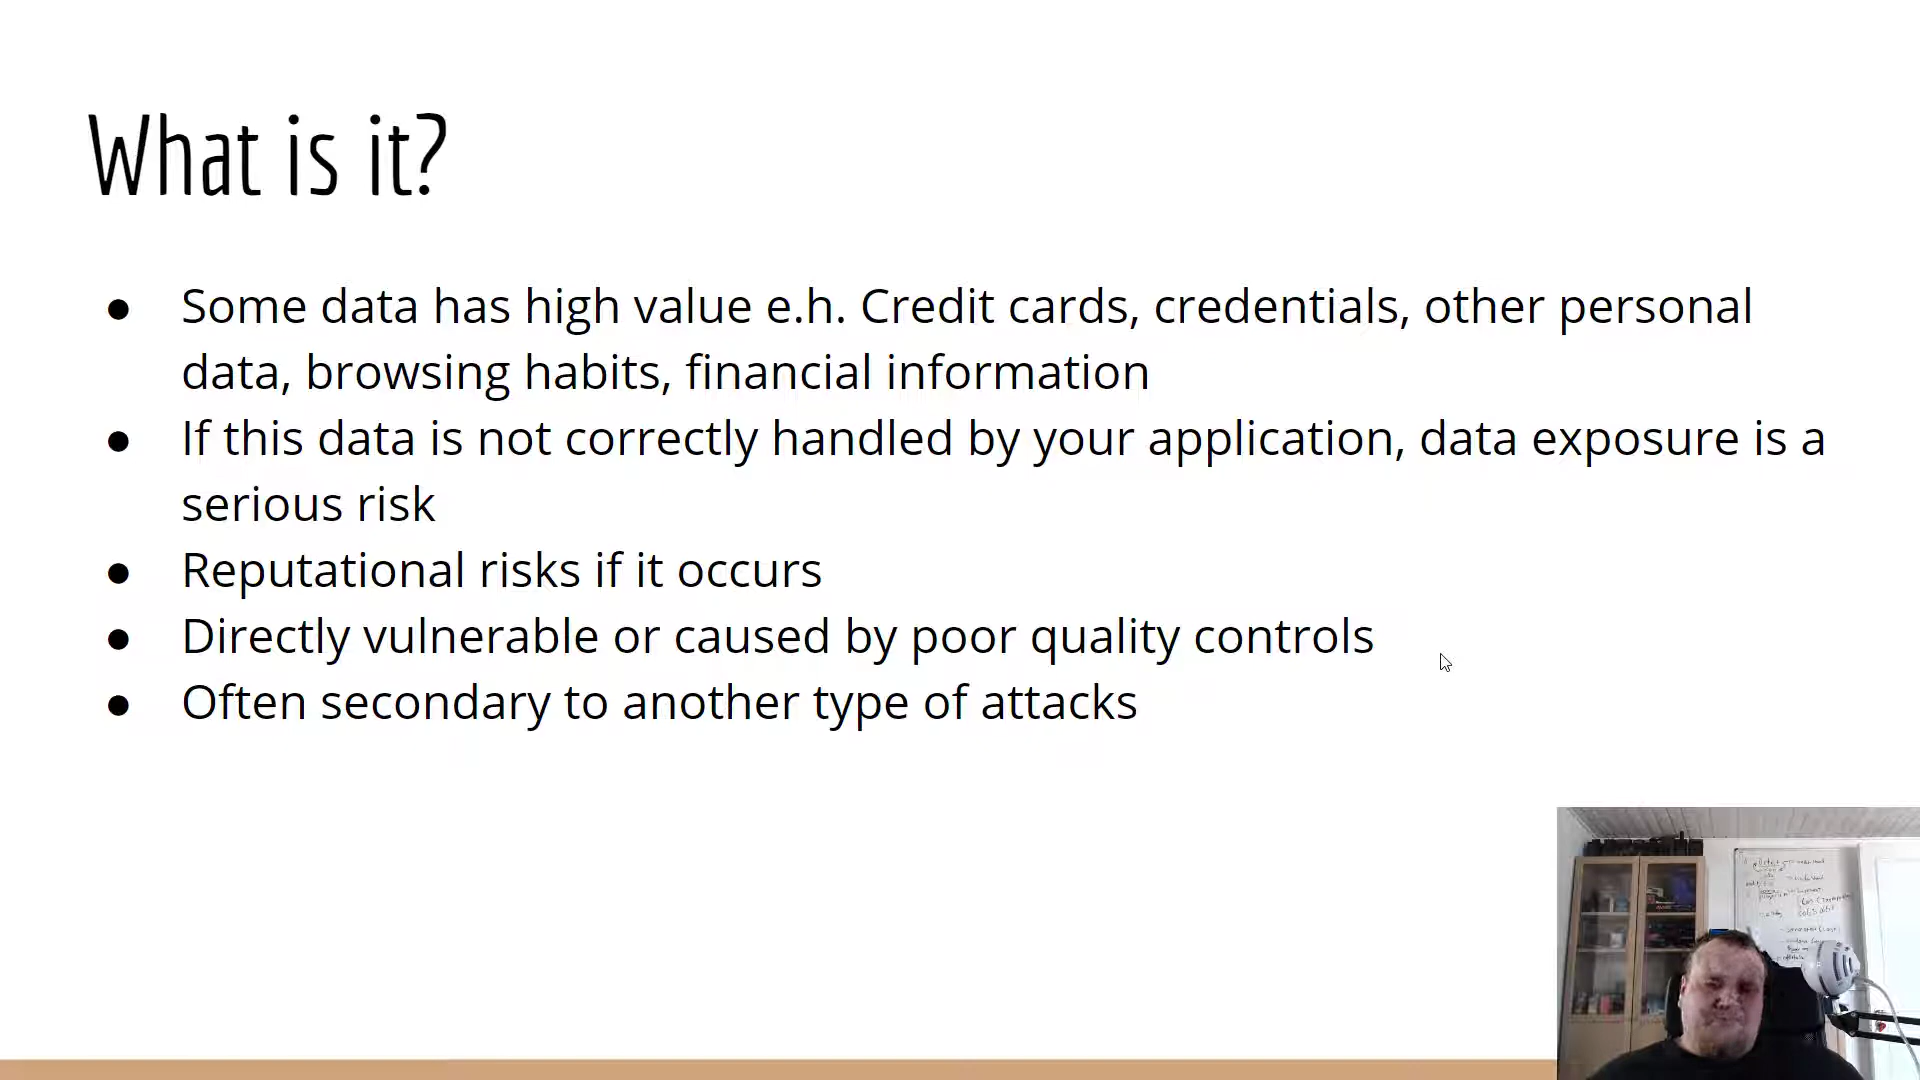 What is it?
● Some data has high value e.h. Credit cards, credentials, other personal
data, browsing habits, financial information
● If this data is not correctly handled by your application, data exposure is a
serious risk
● Reputational risks if it occurs
● Directly vulnerable or caused by poor quality controls
● Often secondary to another type of attacks